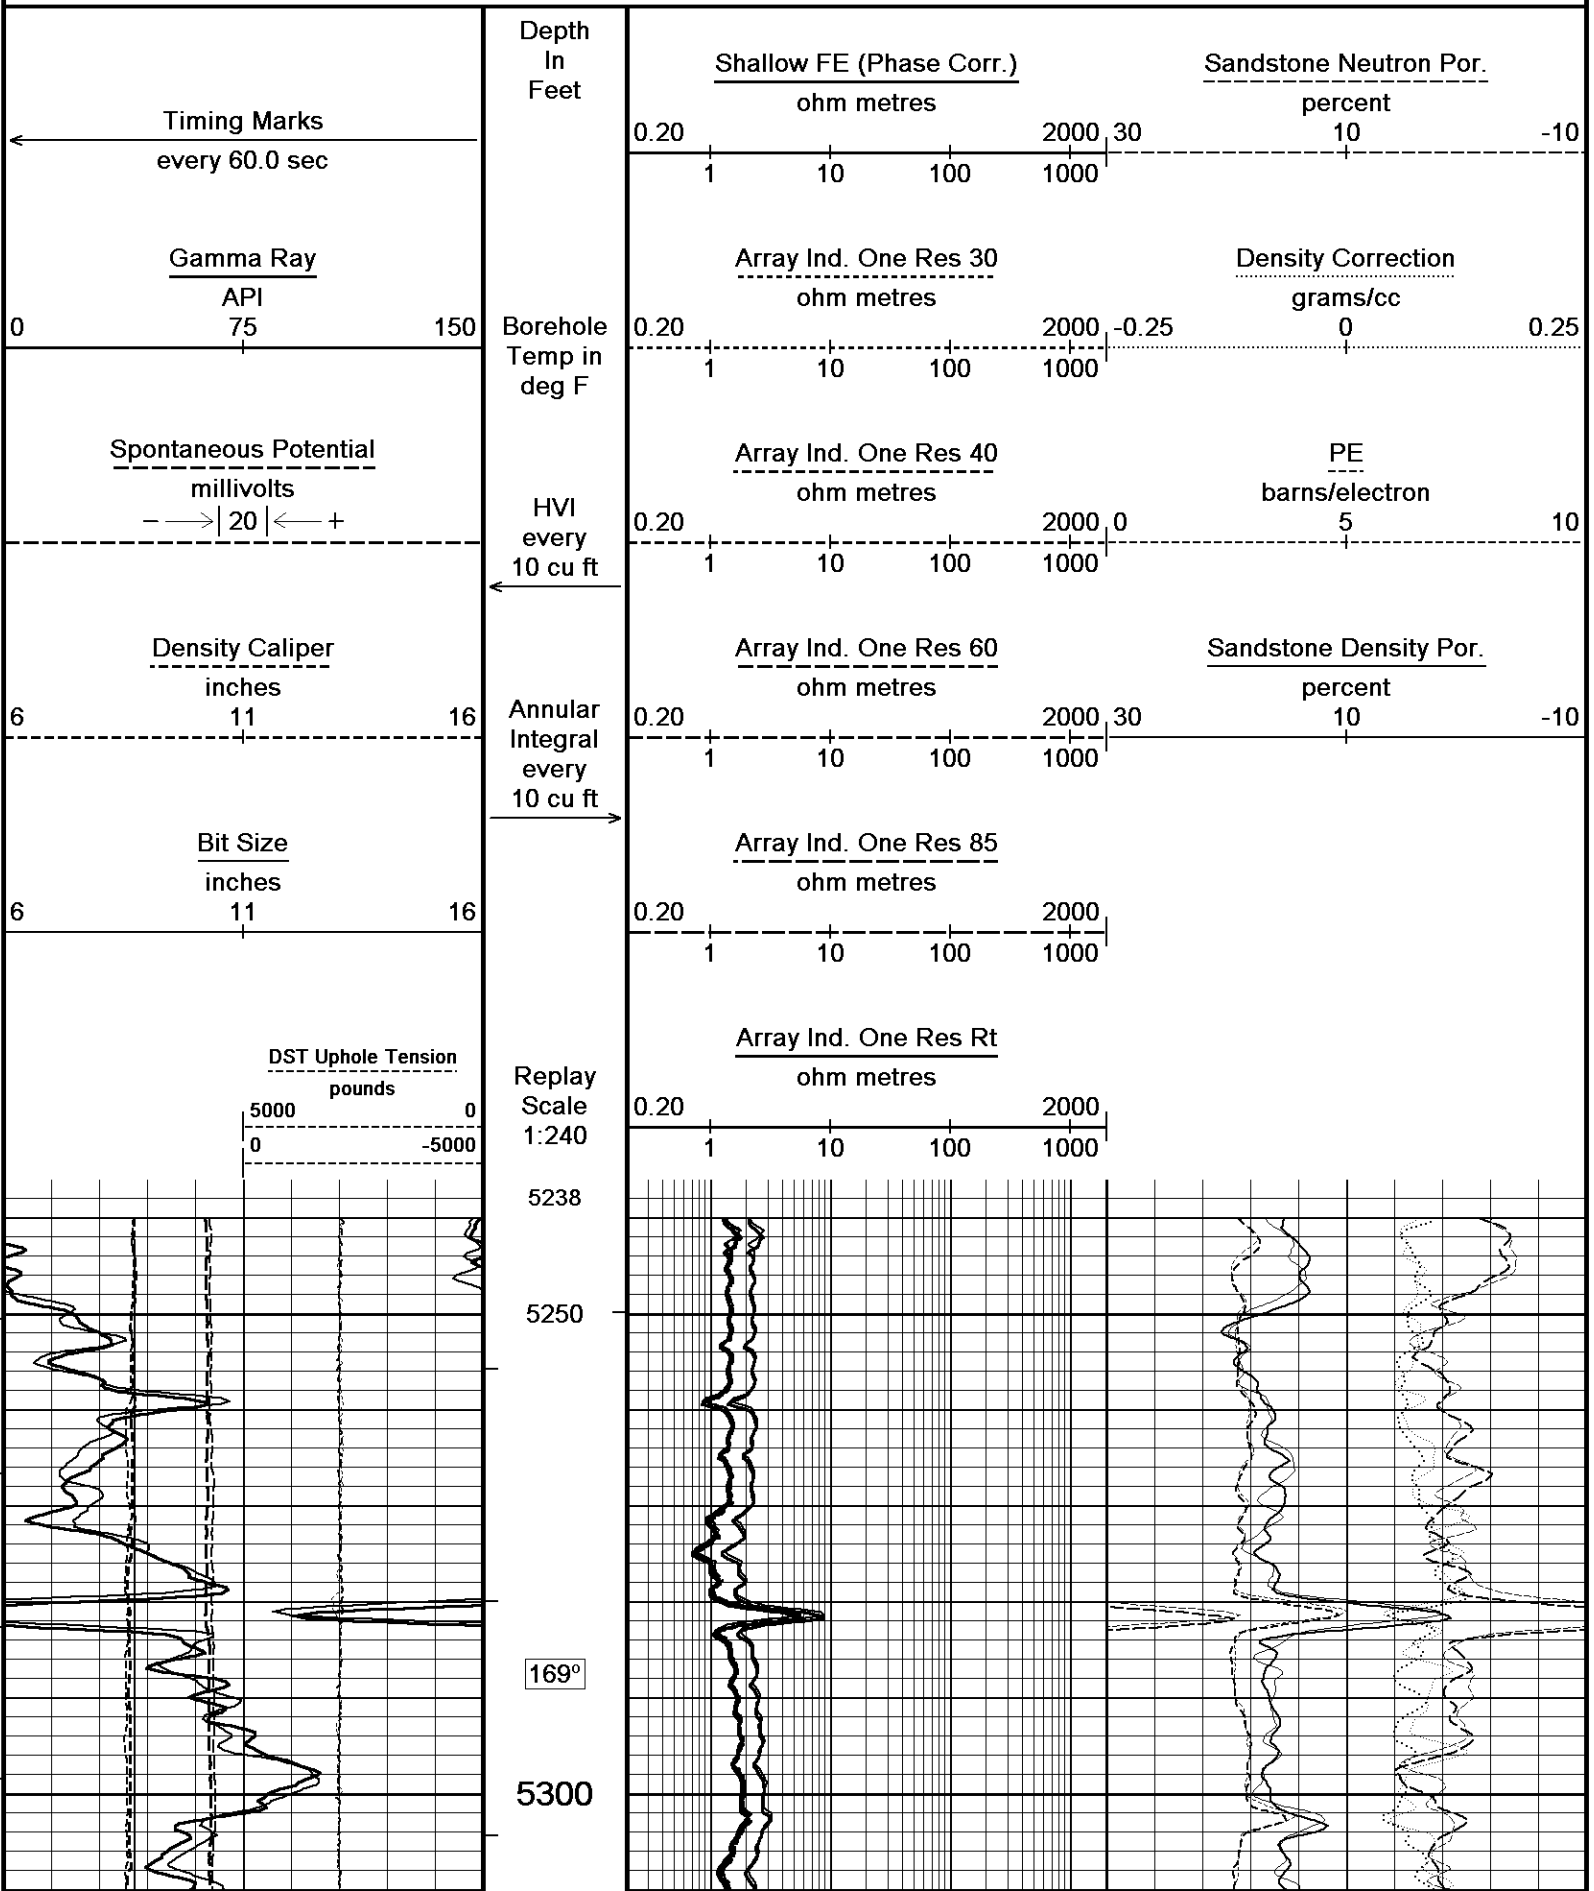 Timing Marks
every 60.0 sec
Gamma Ray
API
0 75 150
Spontaneous Potential
millivolts
− 20 +
Density Caliper
inches
6 11 16
Bit Size
inches
6 11 16
DST Uphole Tension
pounds
5000 0
0 -5000
Depth
In
Feet
Borehole
Temp in
deg F
HVI
every
10 cu ft
Annular
Integral
every
10 cu ft
Replay
Scale
1:240
5238
5250
169º
5300
Shallow FE (Phase Corr.)
ohm metres
0.20 2000
1 10 100 1000
Array Ind. One Res 30
ohm metres
0.20 2000
1 10 100 1000
Array Ind. One Res 40
ohm metres
0.20 2000
1 10 100 1000
Array Ind. One Res 60
ohm metres
0.20 2000
1 10 100 1000
Array Ind. One Res 85
ohm metres
0.20 2000
1 10 100 1000
Array Ind. One Res Rt
ohm metres
0.20 2000
1 10 100 1000
Sandstone Neutron Por.
percent
30 10 -10
Density Correction
grams/cc
-0.25 0 0.25
PE
barns/electron
0 5 10
Sandstone Density Por.
percent
30 10 -10